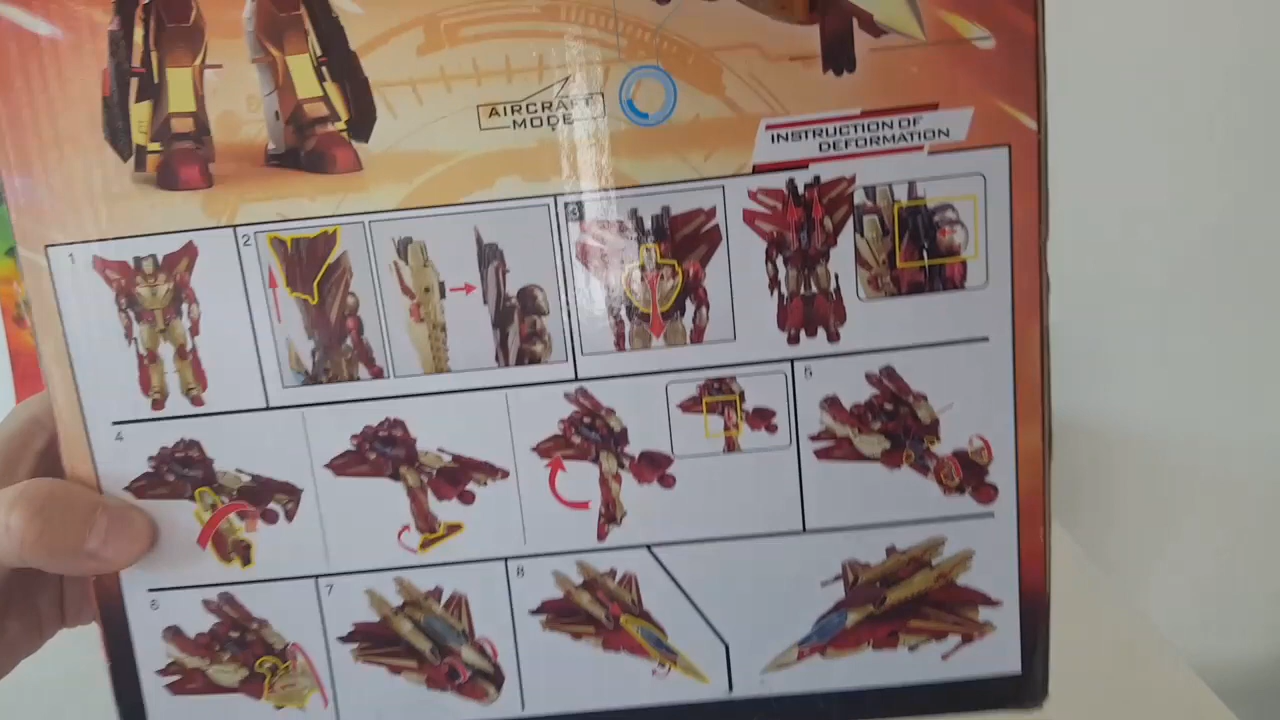 AIRCRAFT
MODE
INSTRUCTION OF
DEFORMATION
1
2
3
4
5
6
7
8